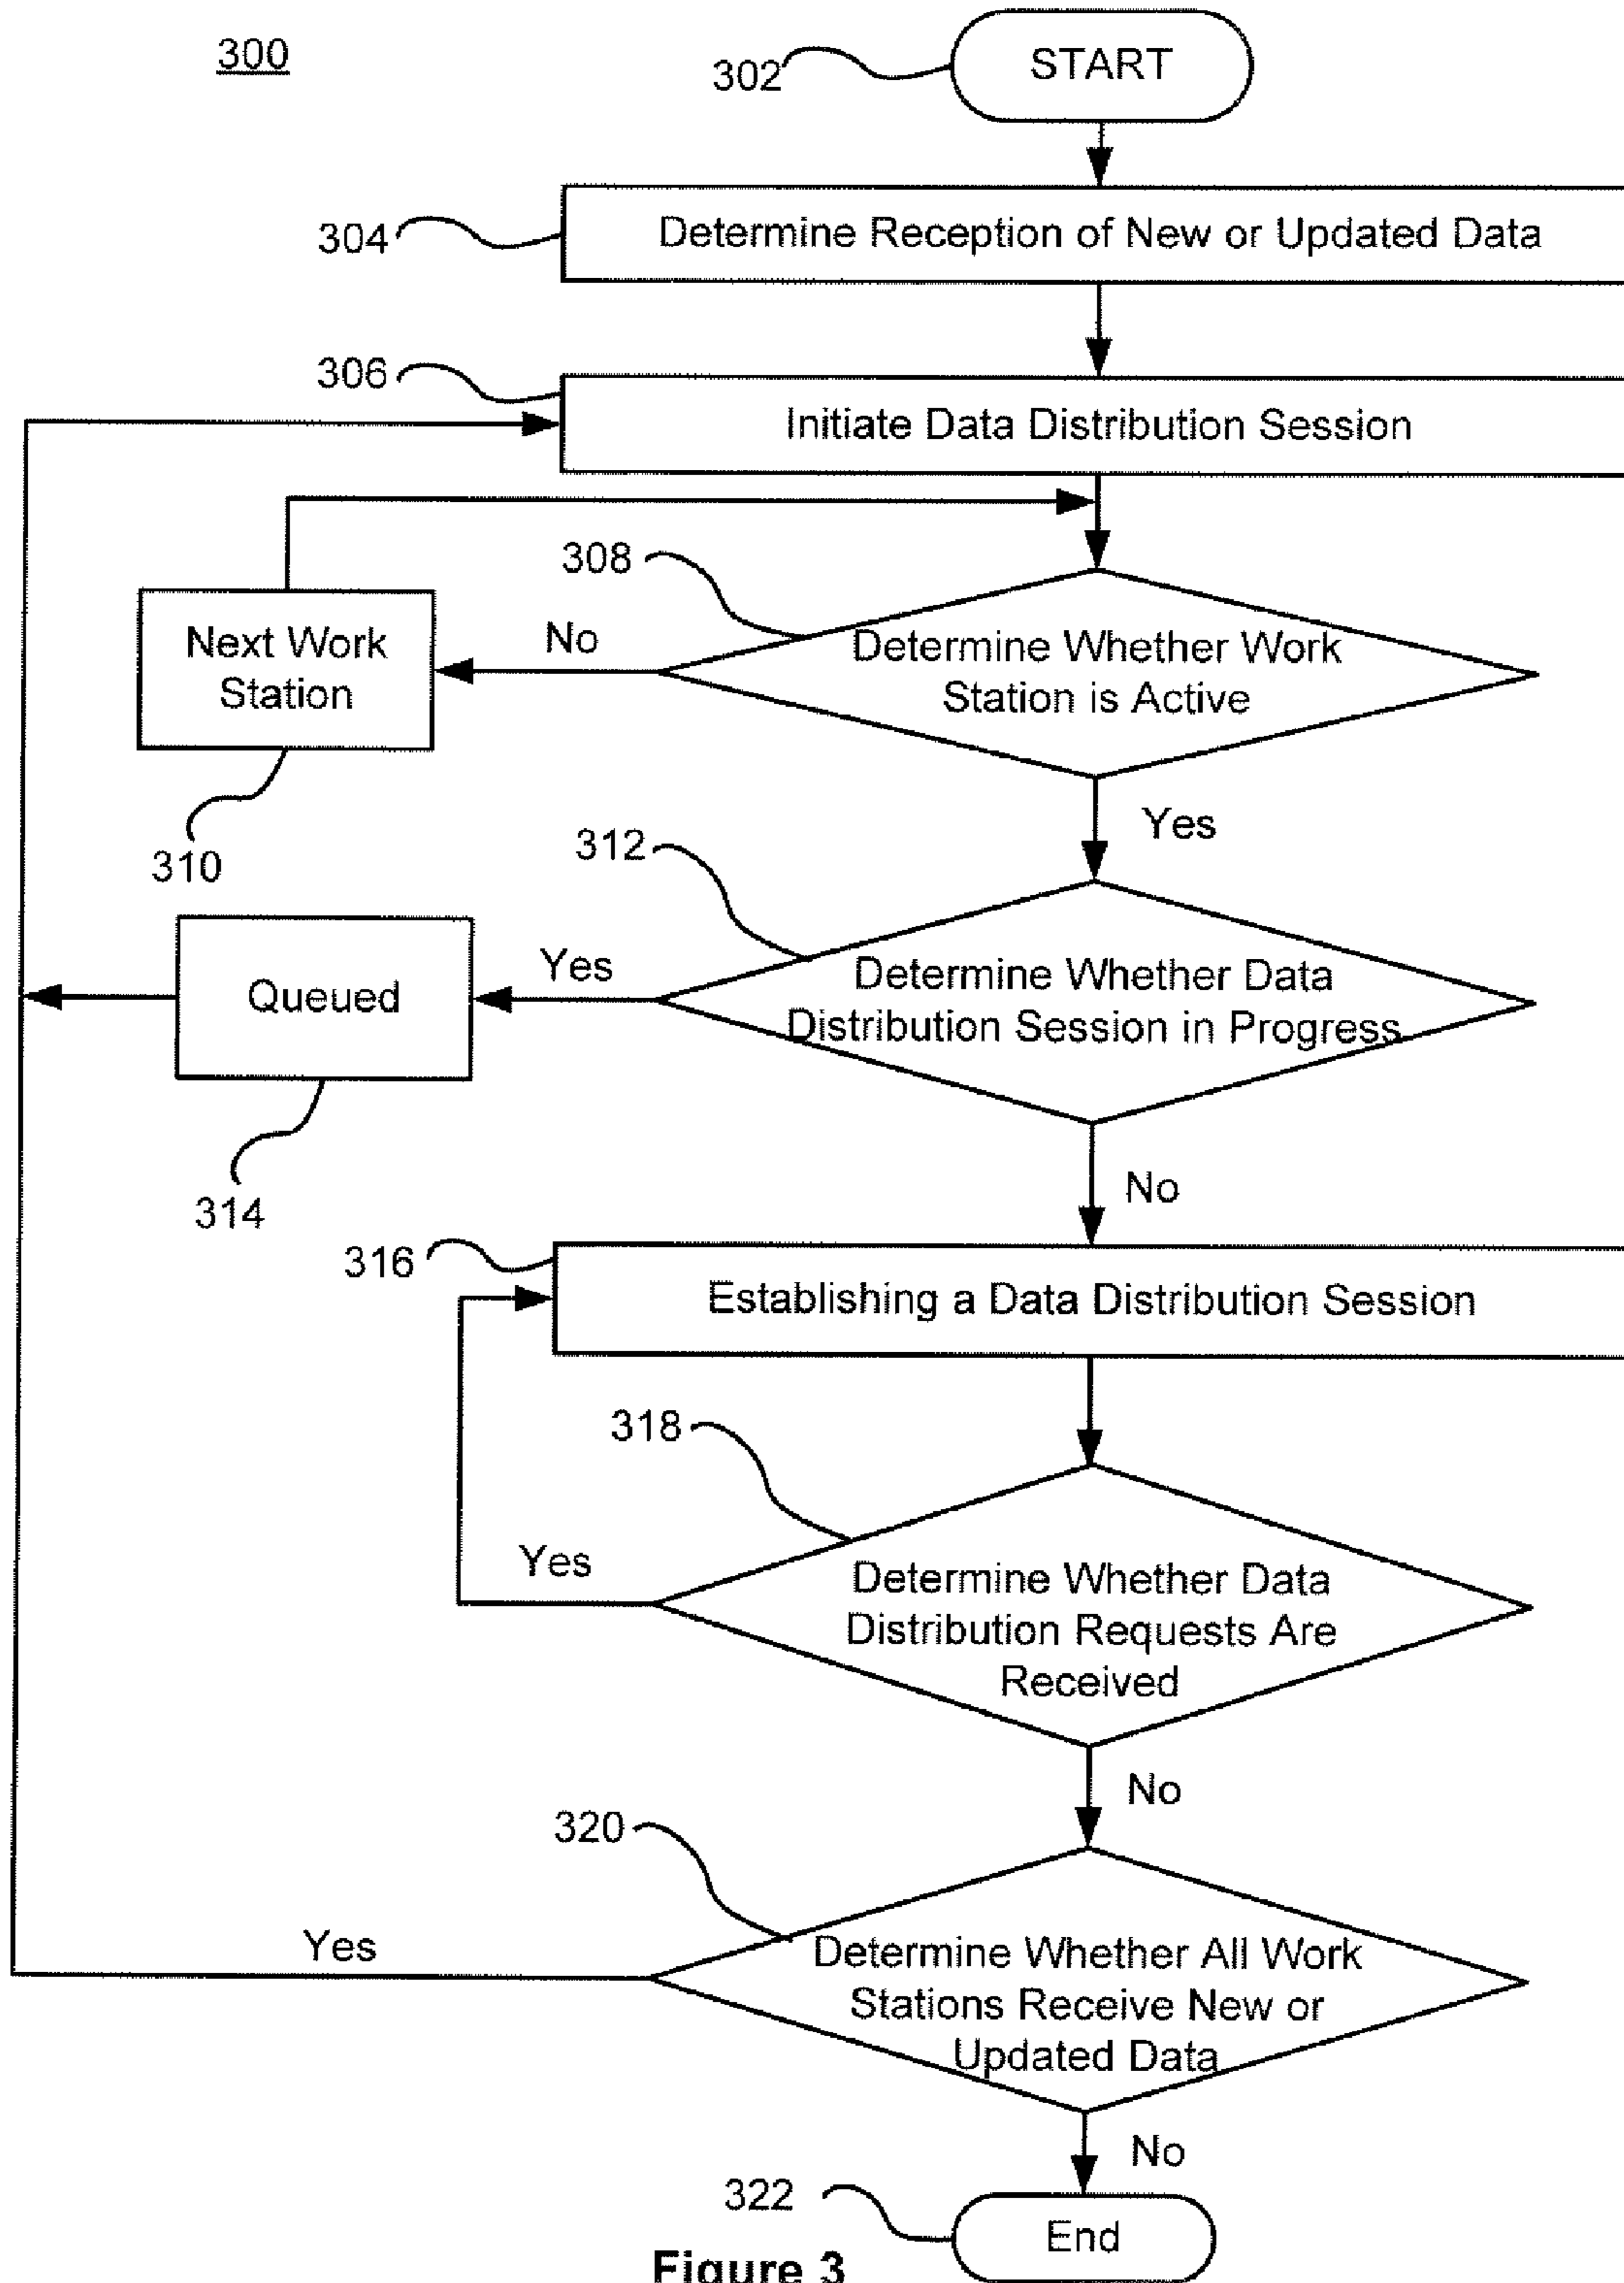 300
302
START
304
Determine Reception of New or Updated Data
306
Initiate Data Distribution Session
308
Determine Whether Work
Station is Active
No
Next Work
Station
310
Yes
312
Determine Whether Data
Distribution Session in Progress
Yes
Queued
314
No
316
Establishing a Data Distribution Session
318
Determine Whether Data
Distribution Requests Are
Received
Yes
No
320
Determine Whether All Work
Stations Receive New or
Updated Data
Yes
No
322
End
Figure 3